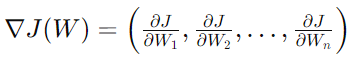 ∇J(W) = (∂J/∂W₁, ∂J/∂W₂, . . . , ∂J/∂Wₙ)